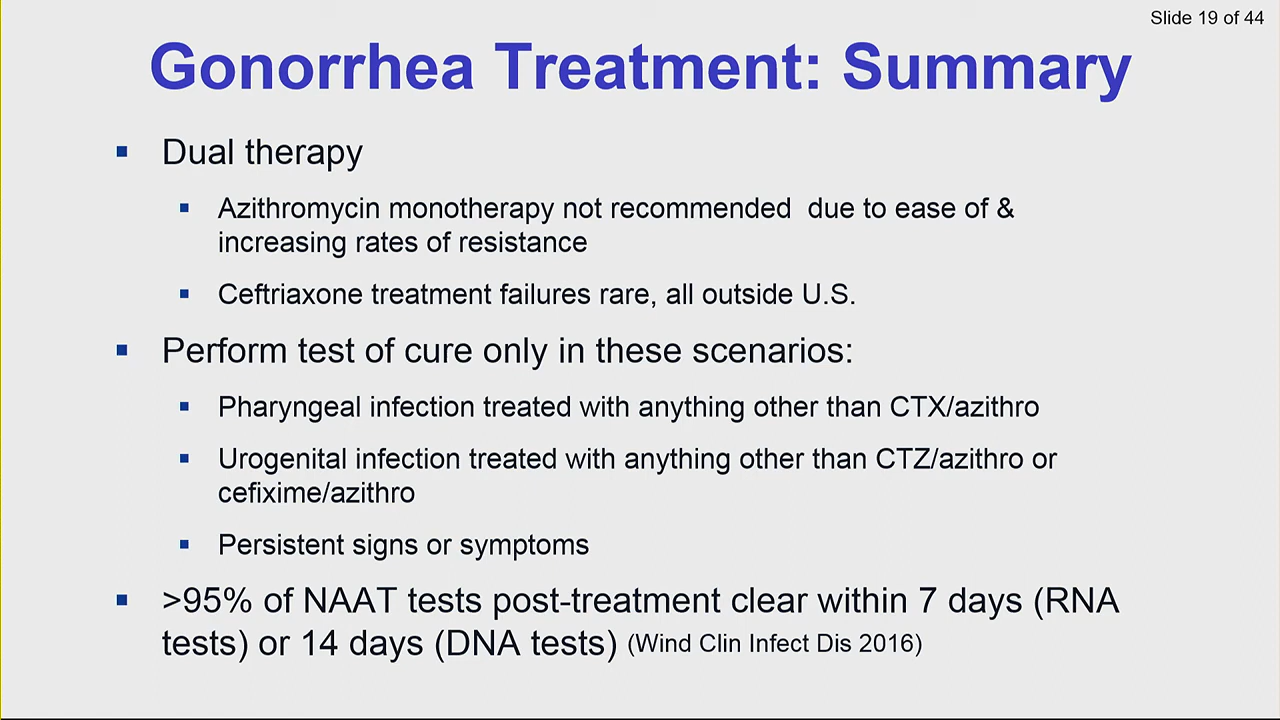 Slide 19 of 44
Gonorrhea Treatment: Summary
▪ Dual therapy
▪ Azithromycin monotherapy not recommended  due to ease of &
increasing rates of resistance
▪ Ceftriaxone treatment failures rare, all outside U.S.
▪ Perform test of cure only in these scenarios:
▪ Pharyngeal infection treated with anything other than CTX/azithro
▪ Urogenital infection treated with anything other than CTZ/azithro or
cefixime/azithro
▪ Persistent signs or symptoms
▪ >95% of NAAT tests post-treatment clear within 7 days (RNA
tests) or 14 days (DNA tests) (Wind Clin Infect Dis 2016)